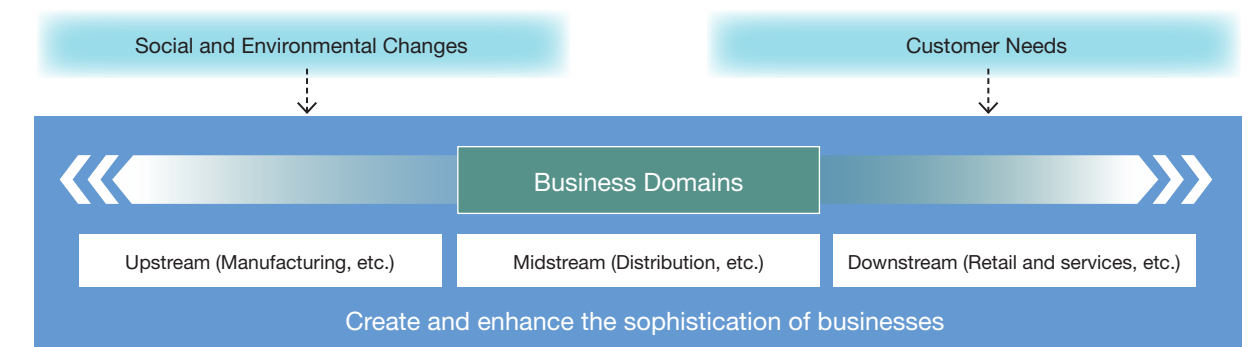 Social and Environmental Changes
Customer Needs
Business Domains
Upstream (Manufacturing, etc.)
Midstream (Distribution, etc.)
Downstream (Retail and services, etc.)
Create and enhance the sophistication of businesses